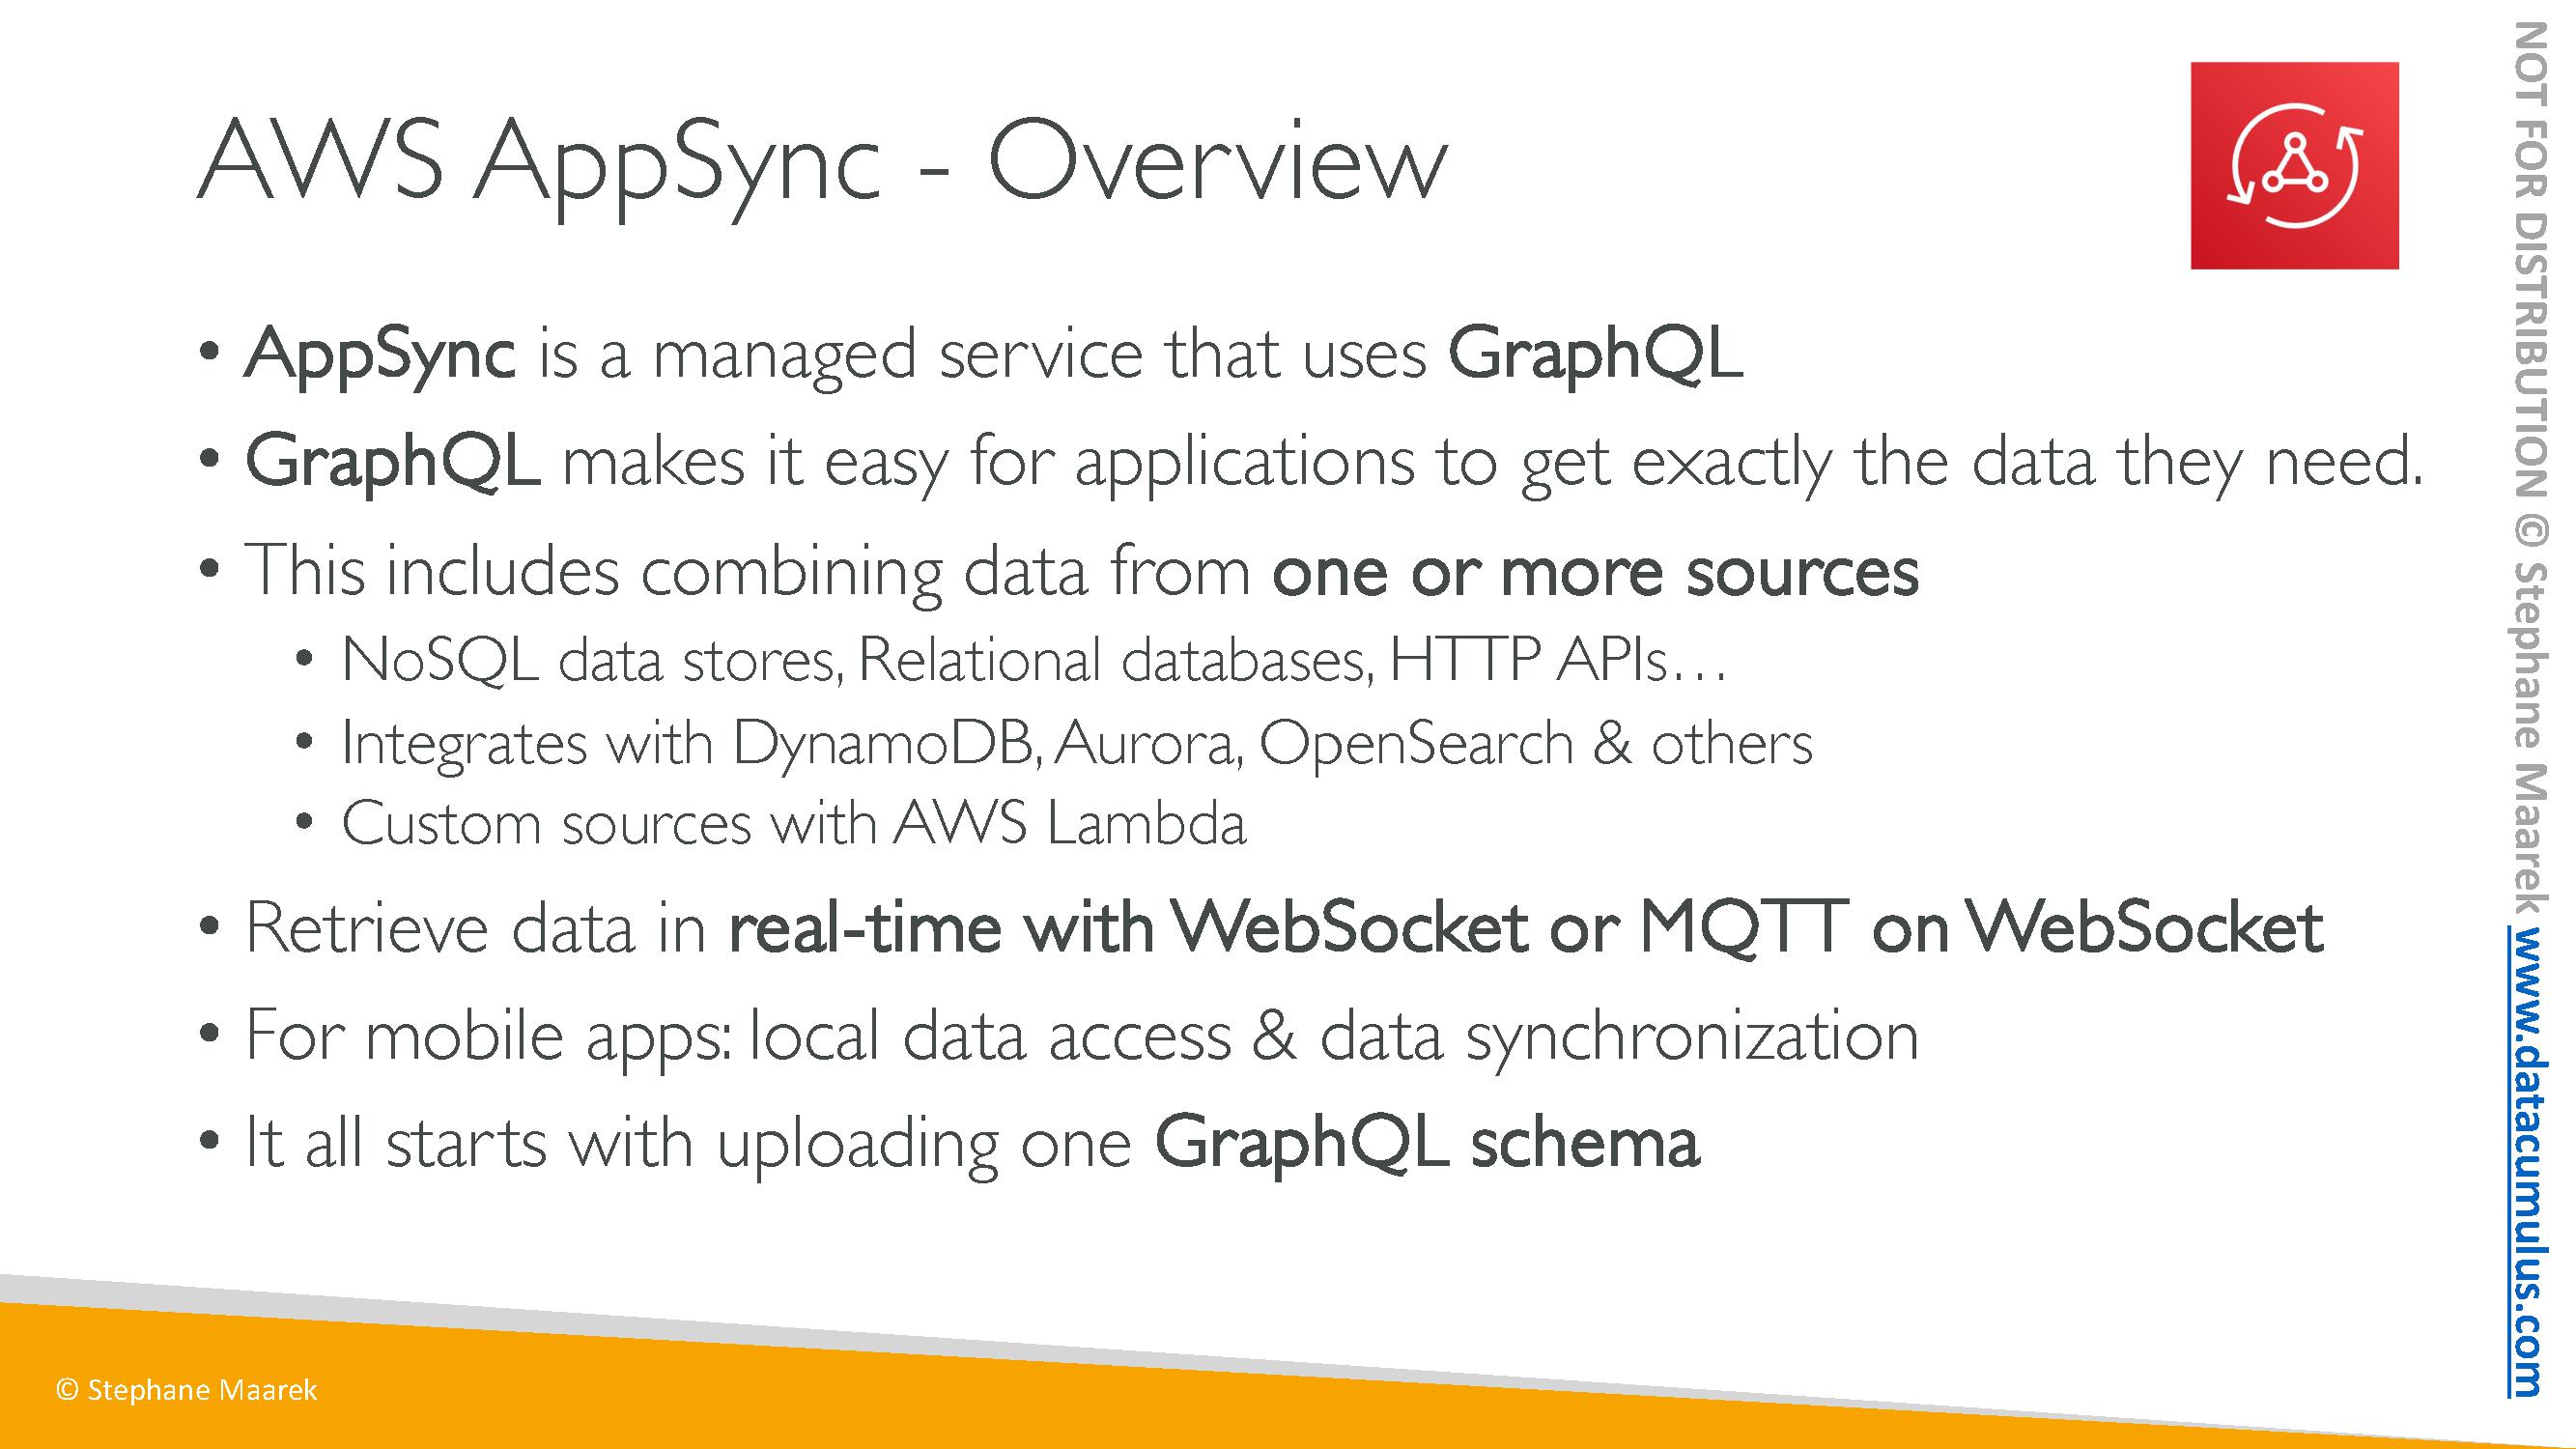 AWS AppSync - Overview
• AppSync is a managed service that uses GraphQL
• GraphQL makes it easy for applications to get exactly the data they need.
• This includes combining data from one or more sources
• NoSQL data stores, Relational databases, HTTP APIs…
• Integrates with DynamoDB, Aurora, OpenSearch & others
• Custom sources with AWS Lambda
• Retrieve data in real-time with WebSocket or MQTT on WebSocket
• For mobile apps: local data access & data synchronization
• It all starts with uploading one GraphQL schema
© Stephane Maarek
NOT FOR DISTRIBUTION © Stephane Maarek www.datacumulus.com